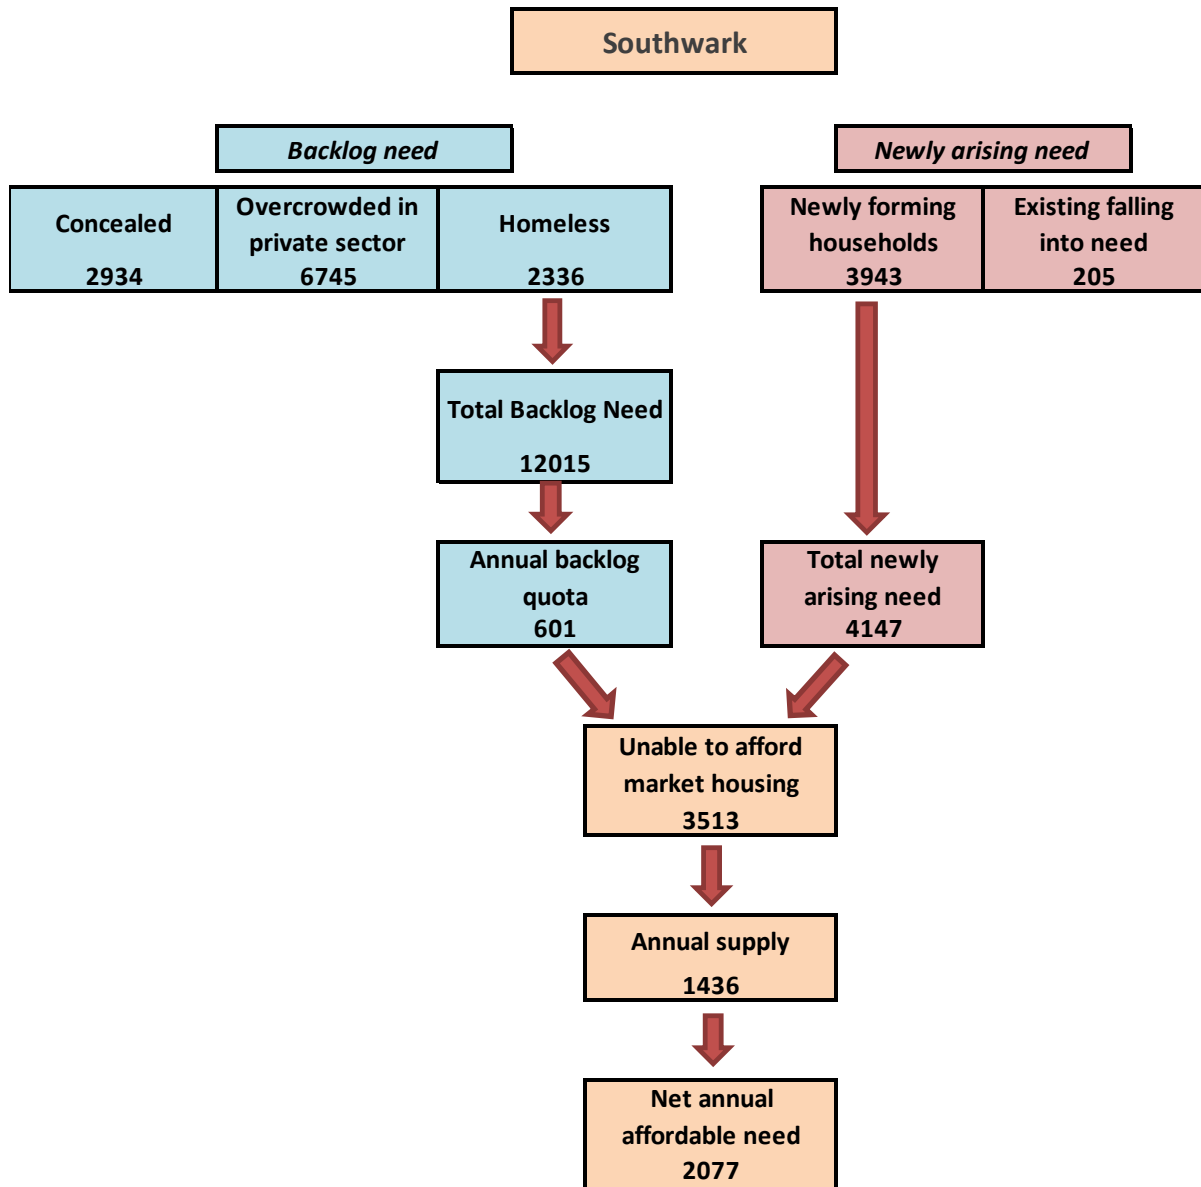 Southwark
Backlog need
Newly arising need
Concealed
2934
Overcrowded in
private sector
6745
Homeless
2336
Newly forming
households
3943
Existing falling
into need
205
Total Backlog Need
12015
Annual backlog
quota
601
Total newly
arising need
4147
Unable to afford
market housing
3513
Annual supply
1436
Net annual
affordable need
2077